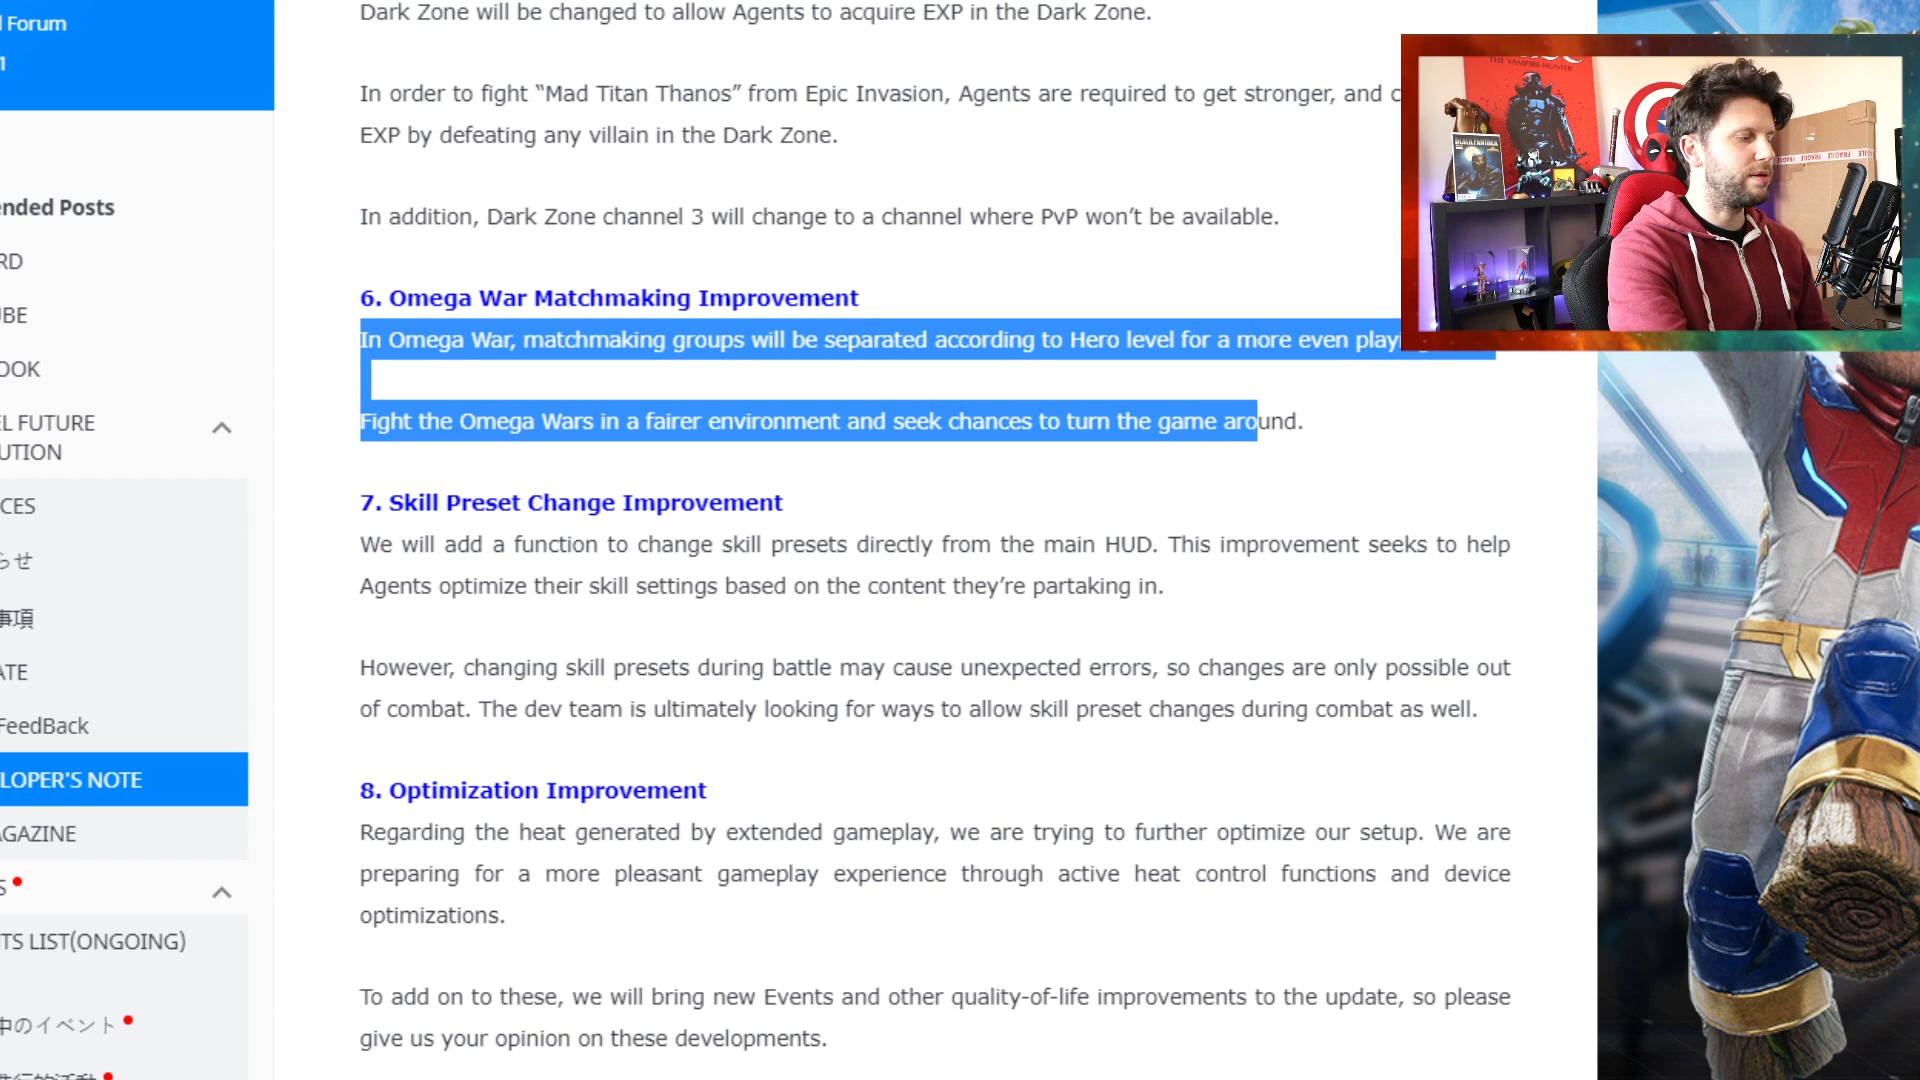 Forum
Dark Zone will be changed to allow Agents to acquire EXP in the Dark Zone.
In order to fight “Mad Titan Thanos” from Epic Invasion, Agents are required to get stronger, and
EXP by defeating any villain in the Dark Zone.
In addition, Dark Zone channel 3 will change to a channel where PvP won’t be available.
6. Omega War Matchmaking Improvement
In Omega War, matchmaking groups will be separated according to Hero level for a more even play
Fight the Omega Wars in a fairer environment and seek chances to turn the game around.
7. Skill Preset Change Improvement
We will add a function to change skill presets directly from the main HUD. This improvement seeks to help
Agents optimize their skill settings based on the content they’re partaking in.
However, changing skill presets during battle may cause unexpected errors, so changes are only possible out
of combat. The dev team is ultimately looking for ways to allow skill preset changes during combat as well.
8. Optimization Improvement
Regarding the heat generated by extended gameplay, we are trying to further optimize our setup. We are
preparing for a more pleasant gameplay experience through active heat control functions and device
optimizations.
To add on to these, we will bring new Events and other quality-of-life improvements to the update, so please
give us your opinion on these developments.
1
nded Posts
RD
UBE
OOK
EL FUTURE
UTION
CES
らせ
事項
ATE
FeedBack
LOPER'S NOTE
AGAZINE
S
TS LIST(ONGOING)
中のイベント
THE VAMPIRE-HUNTER
BLACK PANTHER
FRAGILE FRAGILE FRAGILE